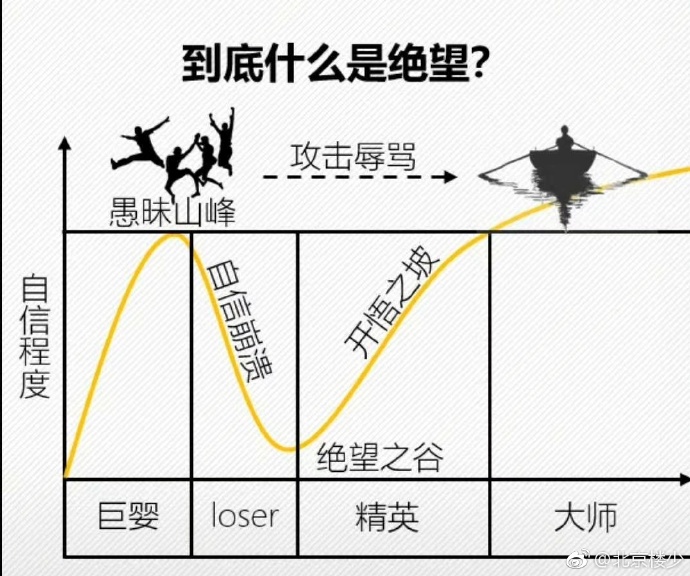 到底什么是绝望?
攻击辱骂
愚昧山峰
自信程度
自信崩溃
开悟之坡
绝望之谷
巨婴
loser
精英
大师
@北京楼少